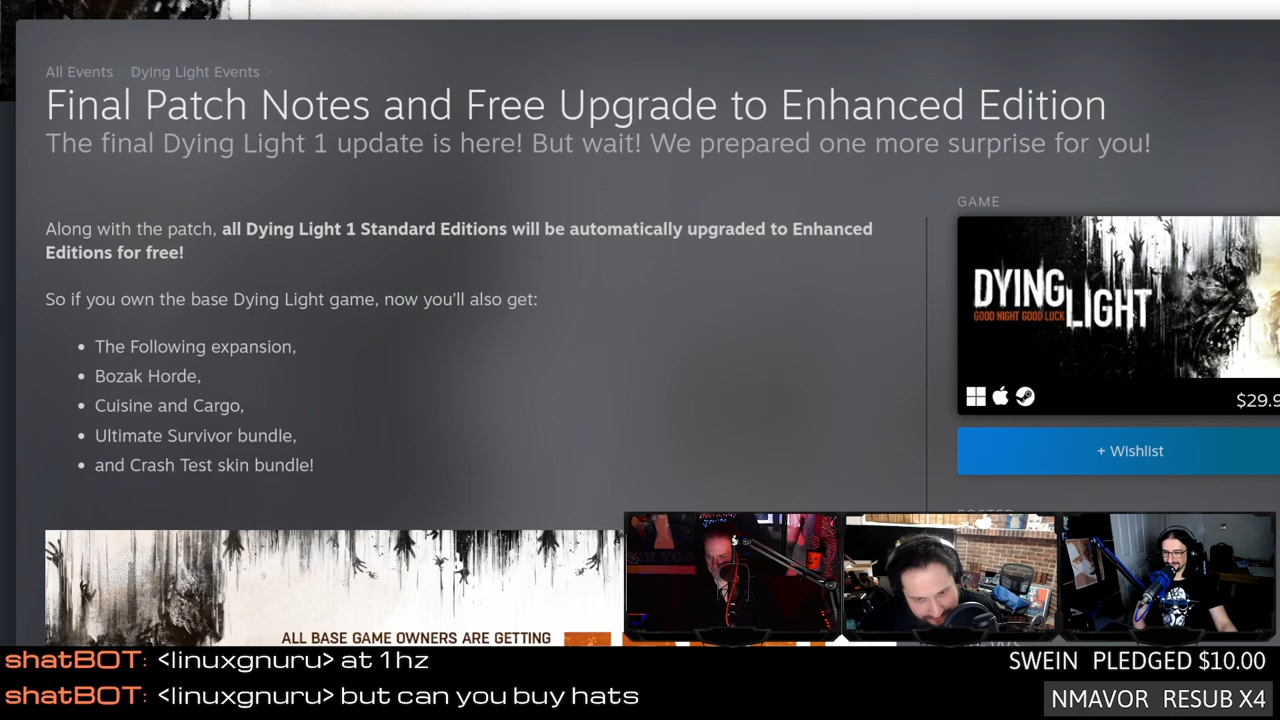 All Events > Dying Light Events >
Final Patch Notes and Free Upgrade to Enhanced Edition
The final Dying Light 1 update is here! But wait! We prepared one more surprise for you!
Along with the patch, all Dying Light 1 Standard Editions will be automatically upgraded to Enhanced
Editions for free!
So if you own the base Dying Light game, now you'll also get:
• The Following expansion,
• Bozak Horde,
• Cuisine and Cargo,
• Ultimate Survivor bundle,
• and Crash Test skin bundle!
GAME
DYING
LIGHT
GOOD NIGHT GOOD LUCK
$29.9
+ Wishlist
ALL BASE GAME OWNERS ARE GETTING
shatBOT: <linuxgnuru> at 1hz
shatBOT: <linuxgnuru> but can you buy hats
SWEIN PLEDGED $10.00
NMAVOR RESUB X4